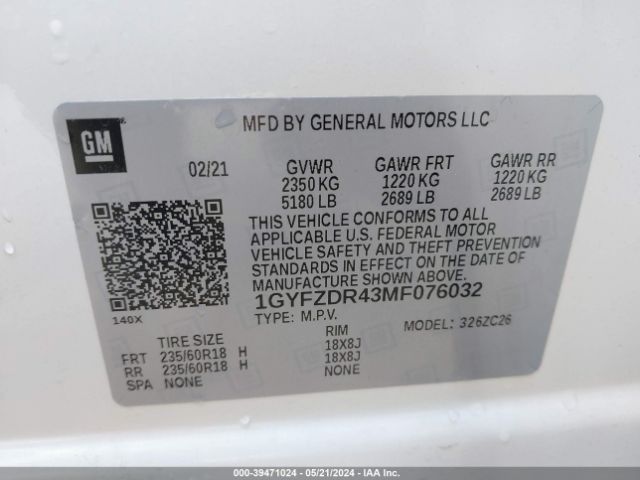 GM
MFD BY GENERAL MOTORS LLC
02/21 GVWR GAWR FRT GAWR RR
2350 KG 1220 KG 1220 KG
5180 LB 2689 LB 2689 LB
THIS VEHICLE CONFORMS TO ALL
APPLICABLE U.S. FEDERAL MOTOR
VEHICLE SAFETY AND THEFT PREVENTION
STANDARDS IN EFFECT ON THE DATE OF
MANUFACTURE SHOWN ABOVE.
1GYFZDR43MF076032
140X TYPE: M.P.V. MODEL: 326ZC26
TIRE SIZE RIM
FRT 235/60R18 H 18X8J
RR 235/60R18 H 18X8J
SPA NONE NONE
000-39471024 - 05/21/2024 - IAAI.COM